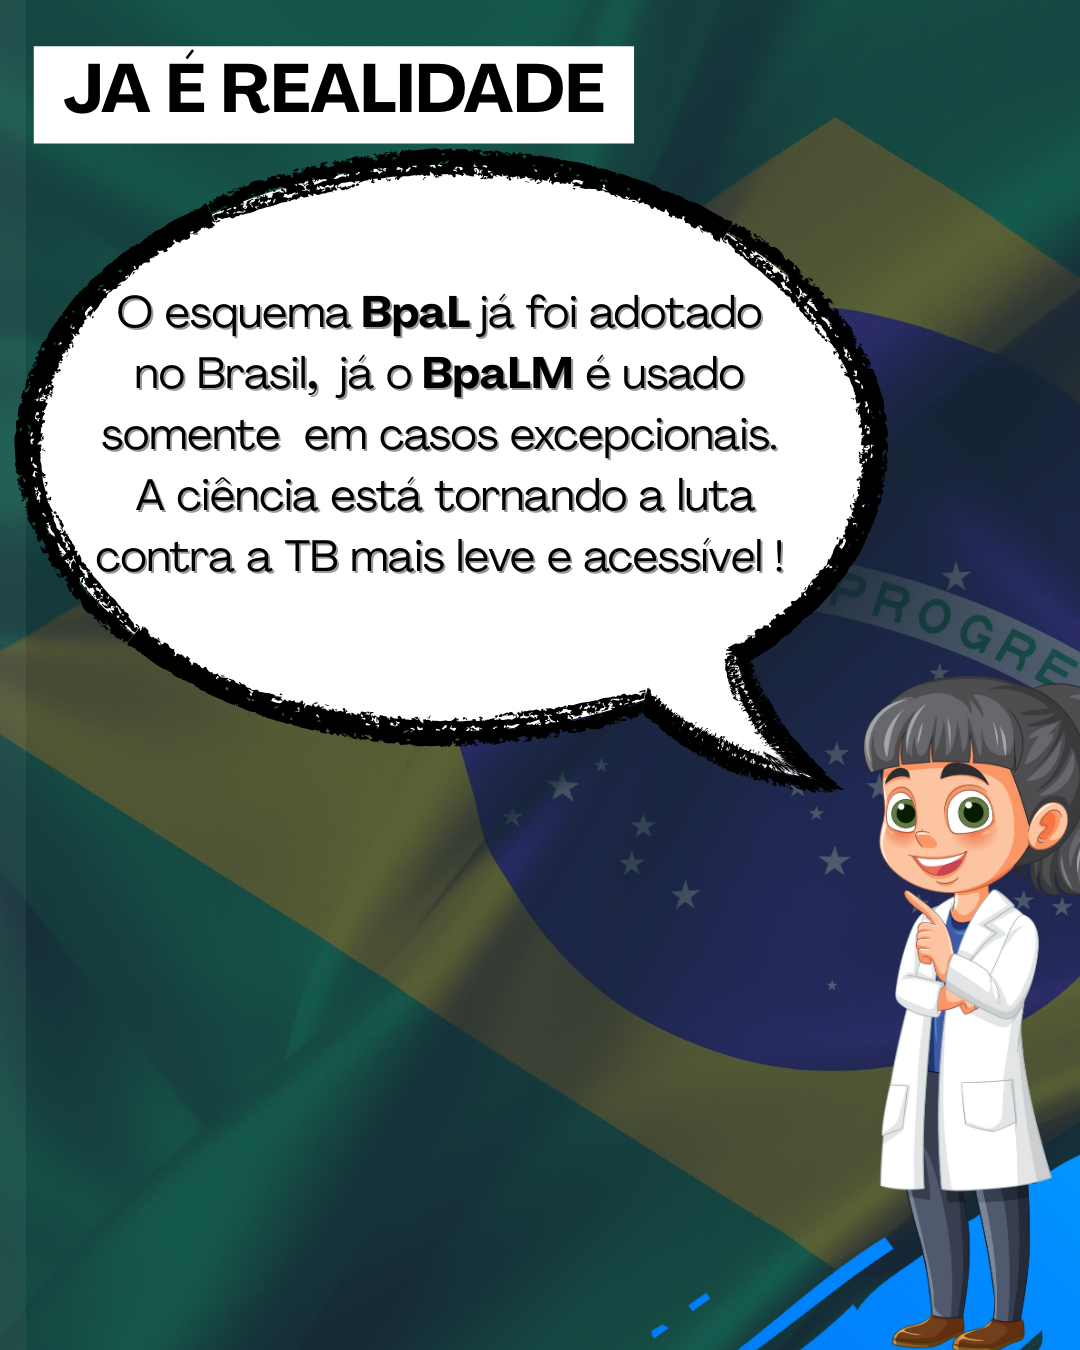 JA É REALIDADE
O esquema BpaL já foi adotado
no Brasil, já o BpaLM é usado
somente em casos excepcionais.
A ciência está tornando a luta
contra a TB mais leve e acessível !
PROGRE